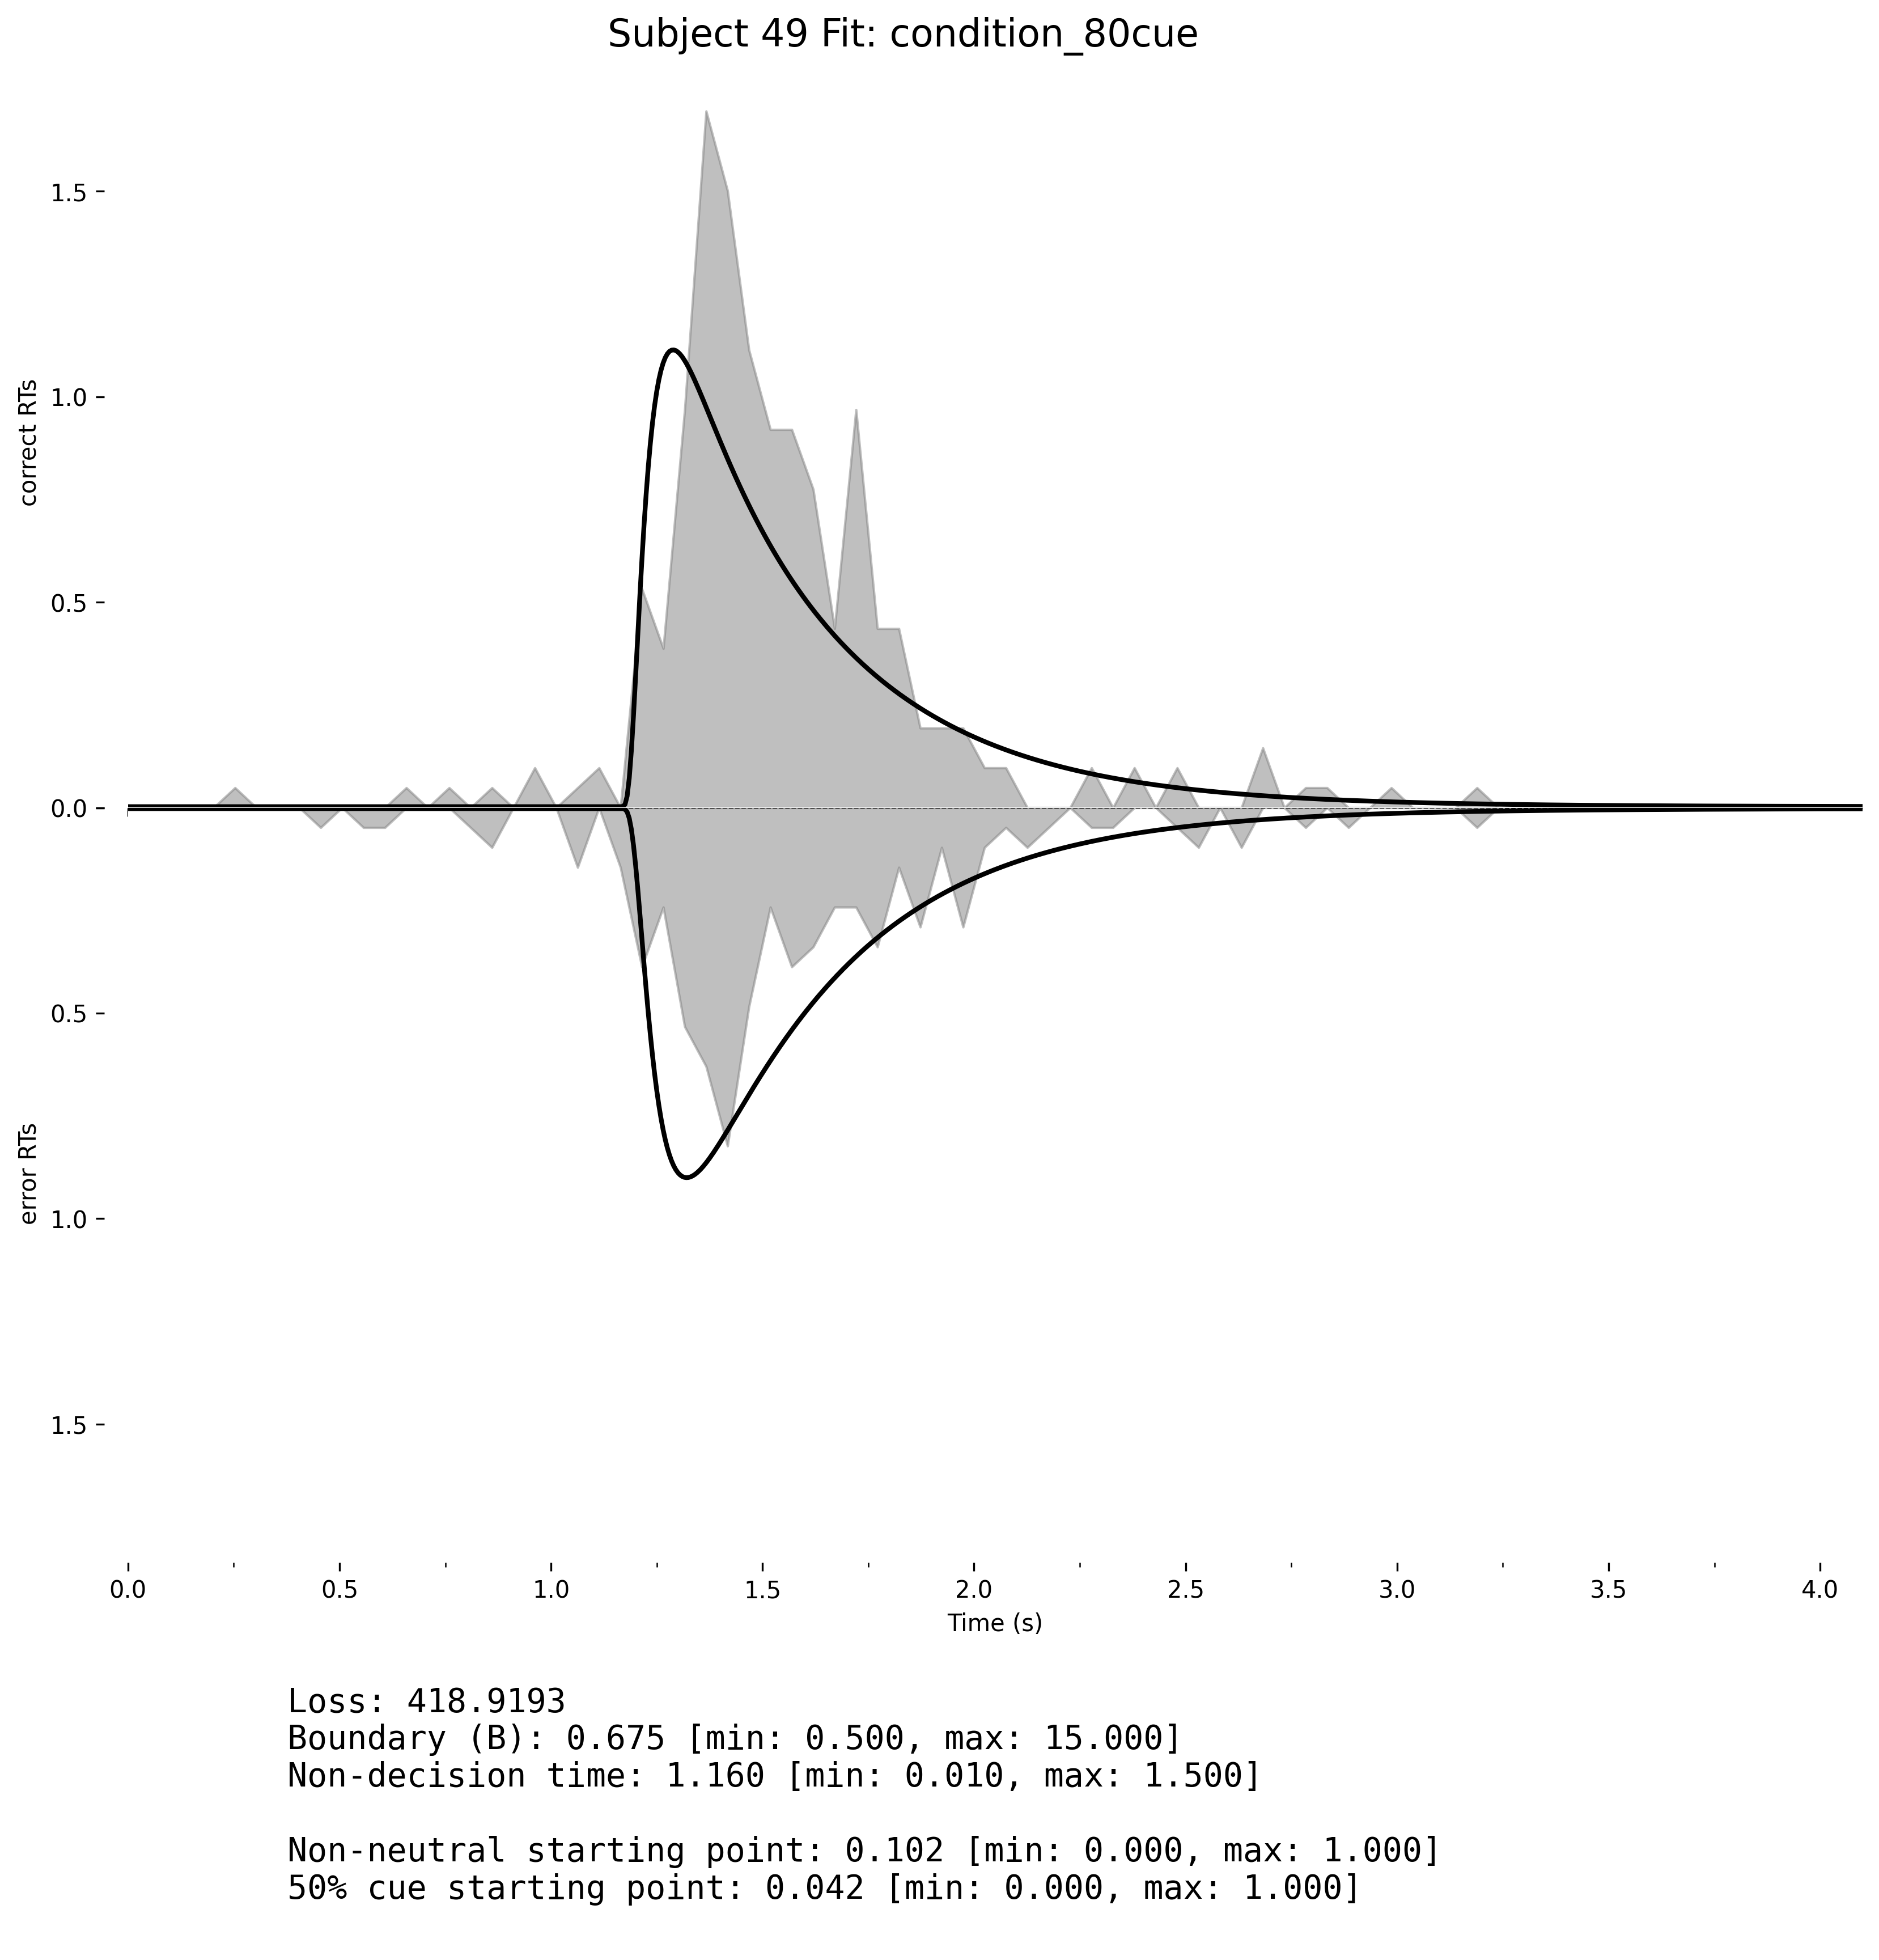 Subject 49 Fit: condition_80cue
1.5
1.0
0.5
0.0
0.5
1.0
1.5
correct RTs
error RTs
0.0 0.5 1.0 1.5 2.0 2.5 3.0 3.5 4.0
Time (s)
Loss: 418.9193
Boundary (B): 0.675 [min: 0.500, max: 15.000]
Non-decision time: 1.160 [min: 0.010, max: 1.500]
Non-neutral starting point: 0.102 [min: 0.000, max: 1.000]
50% cue starting point: 0.042 [min: 0.000, max: 1.000]